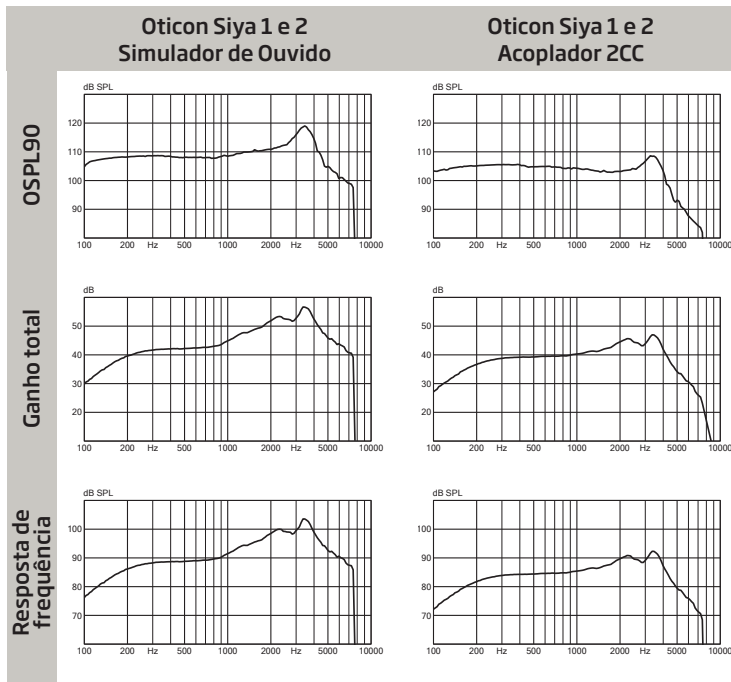 Oticon Siya 1 e 2
Simulador de Ouvido
Oticon Siya 1 e 2
Acoplador 2CC
OSPL90
dB SPL
120
110
100
90
100 200 Hz 500 1000 2000 Hz 5000 10000
dB SPL
120
110
100
90
100 200 Hz 500 1000 2000 Hz 5000 10000
Ganho total
dB
50
40
30
20
100 200 Hz 500 1000 2000 Hz 5000 10000
dB
50
40
30
20
100 200 Hz 500 1000 2000 Hz 5000 10000
Resposta de
frequência
dB SPL
100
90
80
70
100 200 Hz 500 1000 2000 Hz 5000 10000
dB SPL
100
90
80
70
100 200 Hz 500 1000 2000 Hz 5000 10000